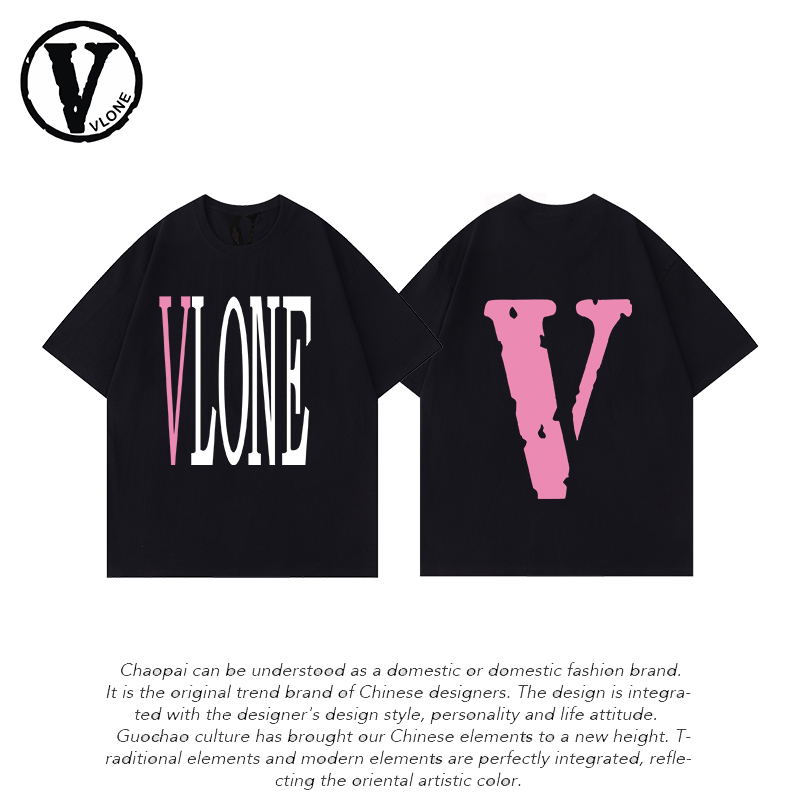 V
VLONE
VLONE
V
Chaopai can be understood as a domestic or domestic fashion brand.
It is the original trend brand of Chinese designers. The design is integra-
ted with the designer's design style, personality and life attitude.
Guochao culture has brought our Chinese elements to a new height. T-
raditional elements and modern elements are perfectly integrated, refle-
cting the oriental artistic color.